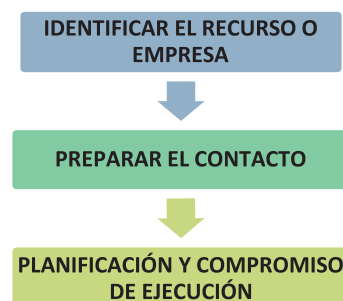 IDENTIFICAR EL RECURSO O
EMPRESA
PREPARAR EL CONTACTO
PLANIFICACIÓN Y COMPROMISO
DE EJECUCIÓN